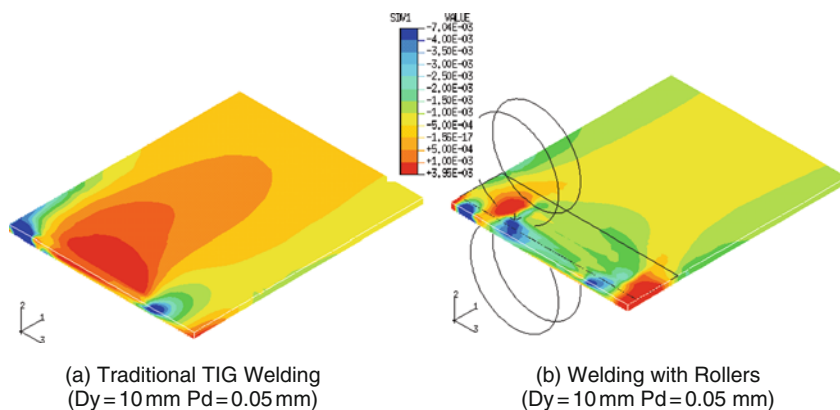 SDV1 VALUE
-7.04E-03
-4.00E-03
-3.50E-03
-3.00E-03
-2.00E-03
-1.50E-03
-1.00E-03
-5.00E-04
-1.56E-17
+5.00E-04
+1.00E-03
+3.95E-03
2
1
3
2
1
3
(a) Traditional TIG Welding
(Dy = 10 mm Pd = 0.05 mm)
(b) Welding with Rollers
(Dy = 10 mm Pd = 0.05 mm)